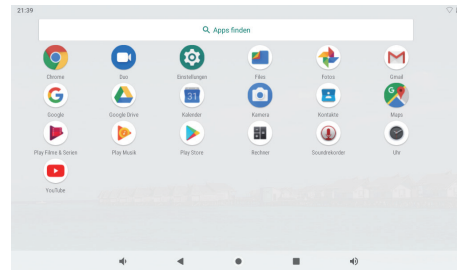 21:39
Apps finden
Chrome Duo Einstellungen Files Fotos Gmail
Google Google Drive Kalender Kamera Kontakte Maps
31
Play Filme & Serien Play Musik Play Store Rechner Soundrekorder Uhr
YouTube